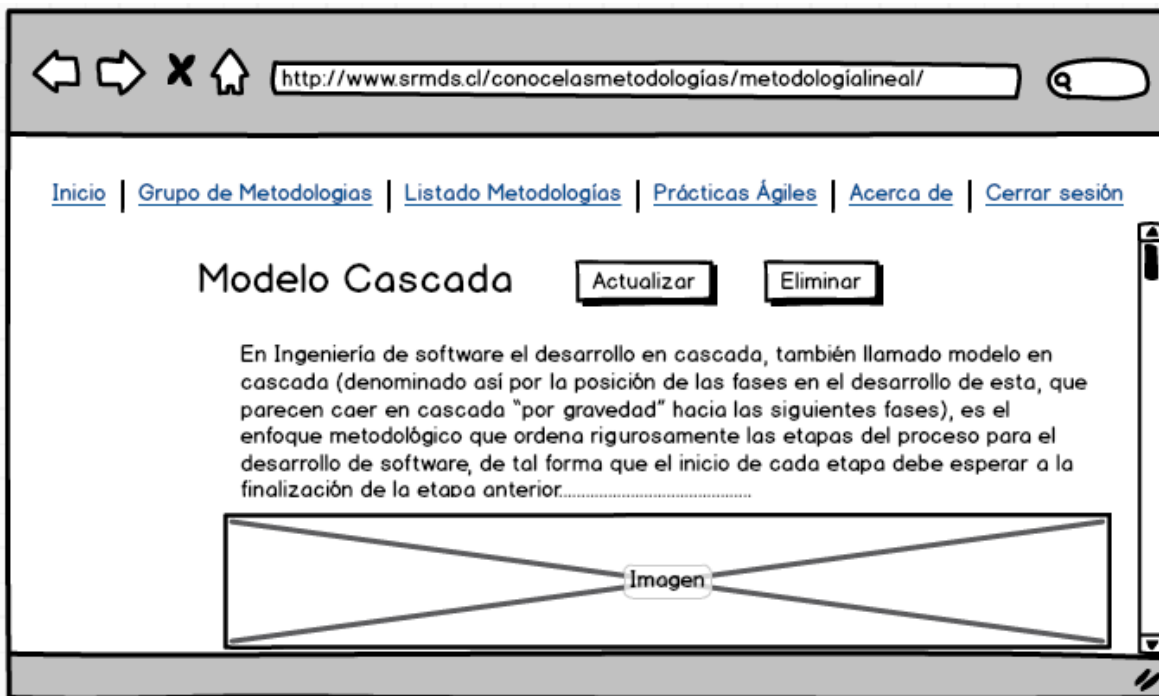 http://www.srmds.cl/conocelasmetodologías/metodologíalineal/
Inicio | Grupo de Metodologias | Listado Metodologías | Prácticas Ágiles | Acerca de | Cerrar sesión
Modelo Cascada Actualizar Eliminar
En Ingeniería de software el desarrollo en cascada, también llamado modelo en
cascada (denominado así por la posición de las fases en el desarrollo de esta, que
parecen caer en cascada "por gravedad" hacia las siguientes fases), es el
enfoque metodológico que ordena rigurosamente las etapas del proceso para el
desarrollo de software, de tal forma que el inicio de cada etapa debe esperar a la
finalización de la etapa anterior................................................
Imagen